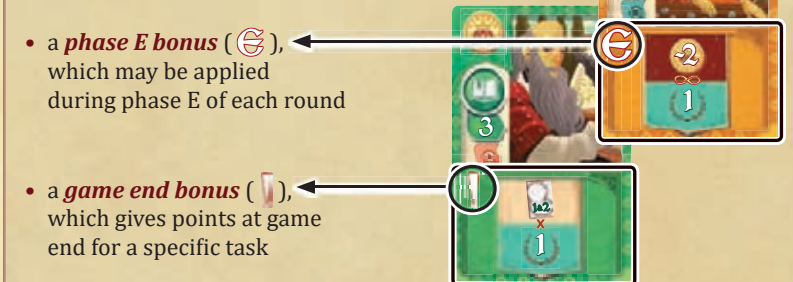 • a phase E bonus ( Є ),
which may be applied
during phase E of each round
• a game end bonus ( ),
which gives points at game
end for a specific task
Є
-2
∞
1
3
1&2
x
1